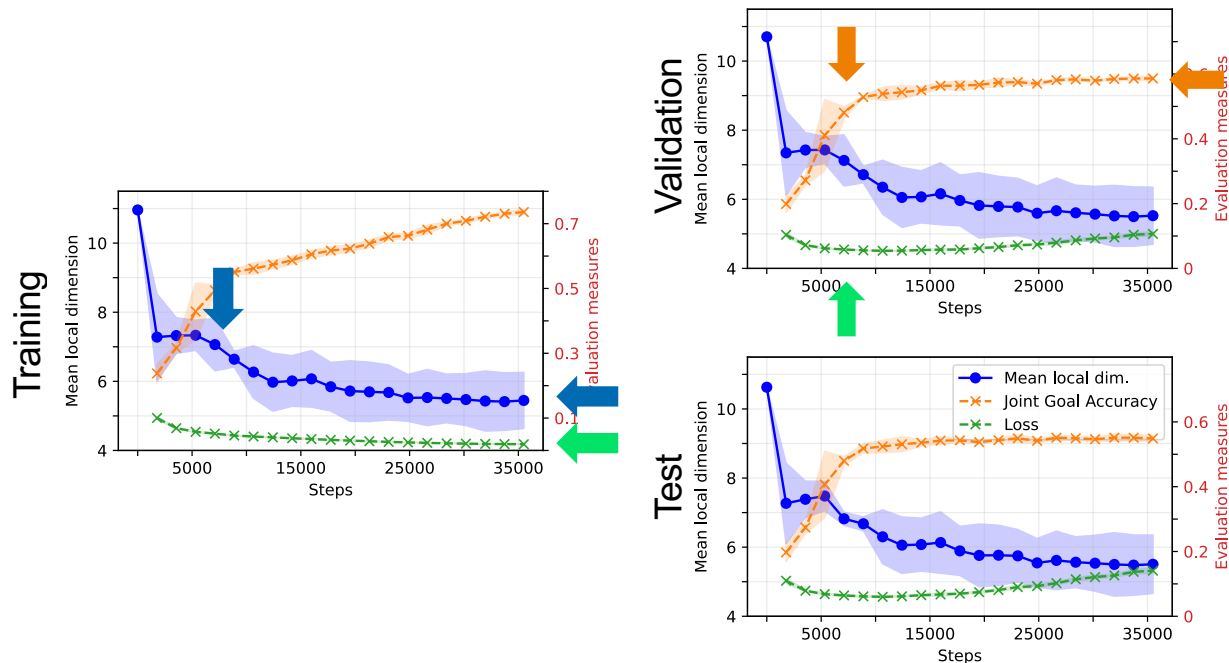 Training
Mean local dimension
4
6
8
10
5000
15000
25000
35000
Steps
0.1
0.3
0.5
0.7
Evaluation measures
Validation
Mean local dimension
4
6
8
10
5000
15000
25000
35000
Steps
0
0.2
0.4
Evaluation measures
Test
Mean local dimension
4
6
8
10
5000
15000
25000
35000
Steps
0
0.2
0.4
0.6
Evaluation measures
Mean local dim.
Joint Goal Accuracy
Loss